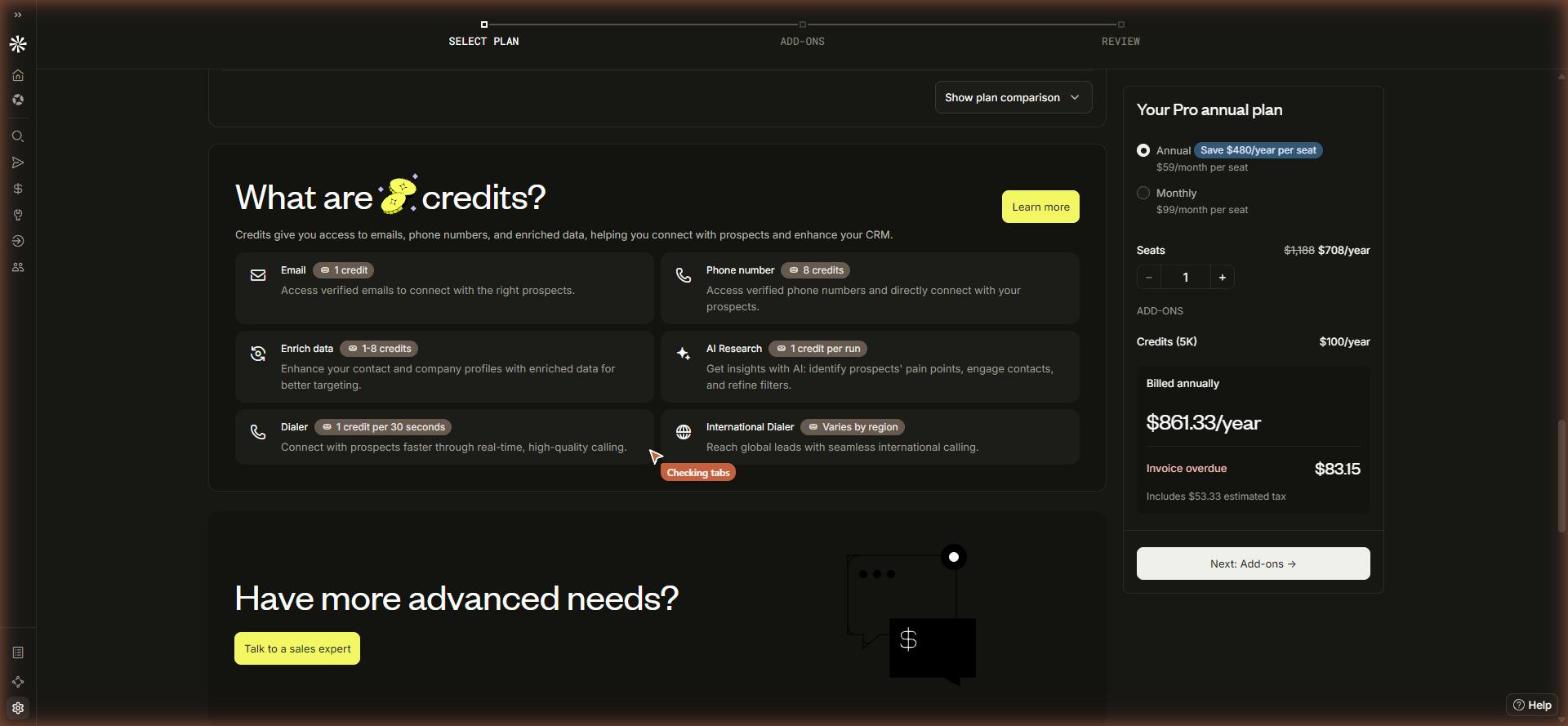 SELECT PLAN
ADD-ONS
REVIEW
Show plan comparison
What are credits?
Learn more
Credits give you access to emails, phone numbers, and enriched data, helping you connect with prospects and enhance your CRM.
Email 1 credit
Access verified emails to connect with the right prospects.
Phone number 8 credits
Access verified phone numbers and directly connect with your
prospects.
Enrich data 1-8 credits
Enhance your contact and company profiles with enriched data for
better targeting.
AI Research 1 credit per run
Get insights with AI: identify prospects' pain points, engage contacts,
and refine filters.
Dialer 1 credit per 30 seconds
Connect with prospects faster through real-time, high-quality calling.
International Dialer Varies by region
Reach global leads with seamless international calling.
Checking tabs
Have more advanced needs?
Talk to a sales expert
$
Your Pro annual plan
Annual Save $480/year per seat
$59/month per seat
Monthly
$99/month per seat
Seats $1,188 $708/year
− 1 +
ADD-ONS
Credits (5K) $100/year
Billed annually
$861.33/year
Invoice overdue $83.15
Includes $53.33 estimated tax
Next: Add-ons →
Help